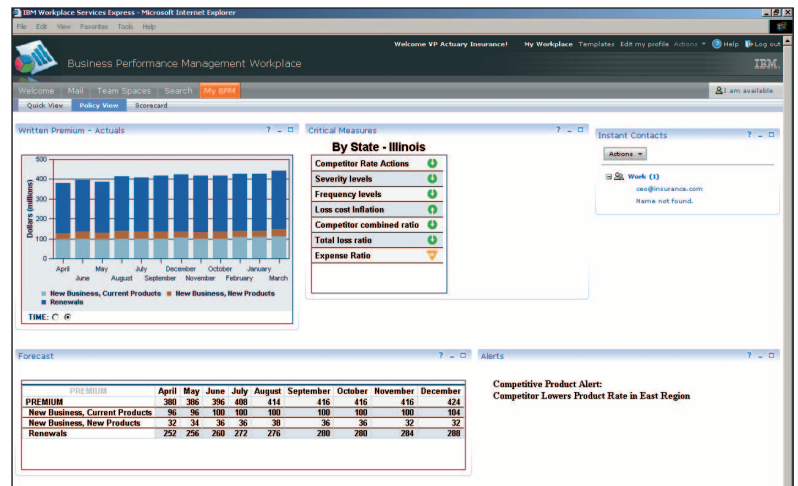 IBM Workplace Services Express - Microsoft Internet Explorer
File Edit View Favorites Tools Help
Welcome VP Actuary Insurance! My Workplace Templates Edit my profile Actions Help Log out
Business Performance Management Workplace
IBM.
Welcome Mail Team Spaces Search My BPM
I am available
Quick View Policy View Scorecard
Written Premium - Actuals ? _
Critical Measures ? _
Instant Contacts ? _
By State - Illinois
Competitor Rate Actions
Severity levels
Frequency levels
Loss cost Inflation
Competitor combined ratio
Total loss ratio
Expense Ratio
Actions
Work (1)
ceo@insurance.com
Name not found.
Dollars (millions)
500
400
300
200
100
0
April May July December October January
June August September November February March
New Business, Current Products New Business, New Products
Renewals
TIME:
Forecast ? _
Alerts ? _
PREMIUM April May June July August September October November December
PREMIUM 380 386 396 408 414 416 416 416 424
New Business, Current Products 96 96 100 100 100 100 100 100 104
New Business, New Products 32 34 36 36 38 36 36 32 32
Renewals 252 256 260 272 276 280 280 284 288
Competitive Product Alert:
Competitor Lowers Product Rate in East Region